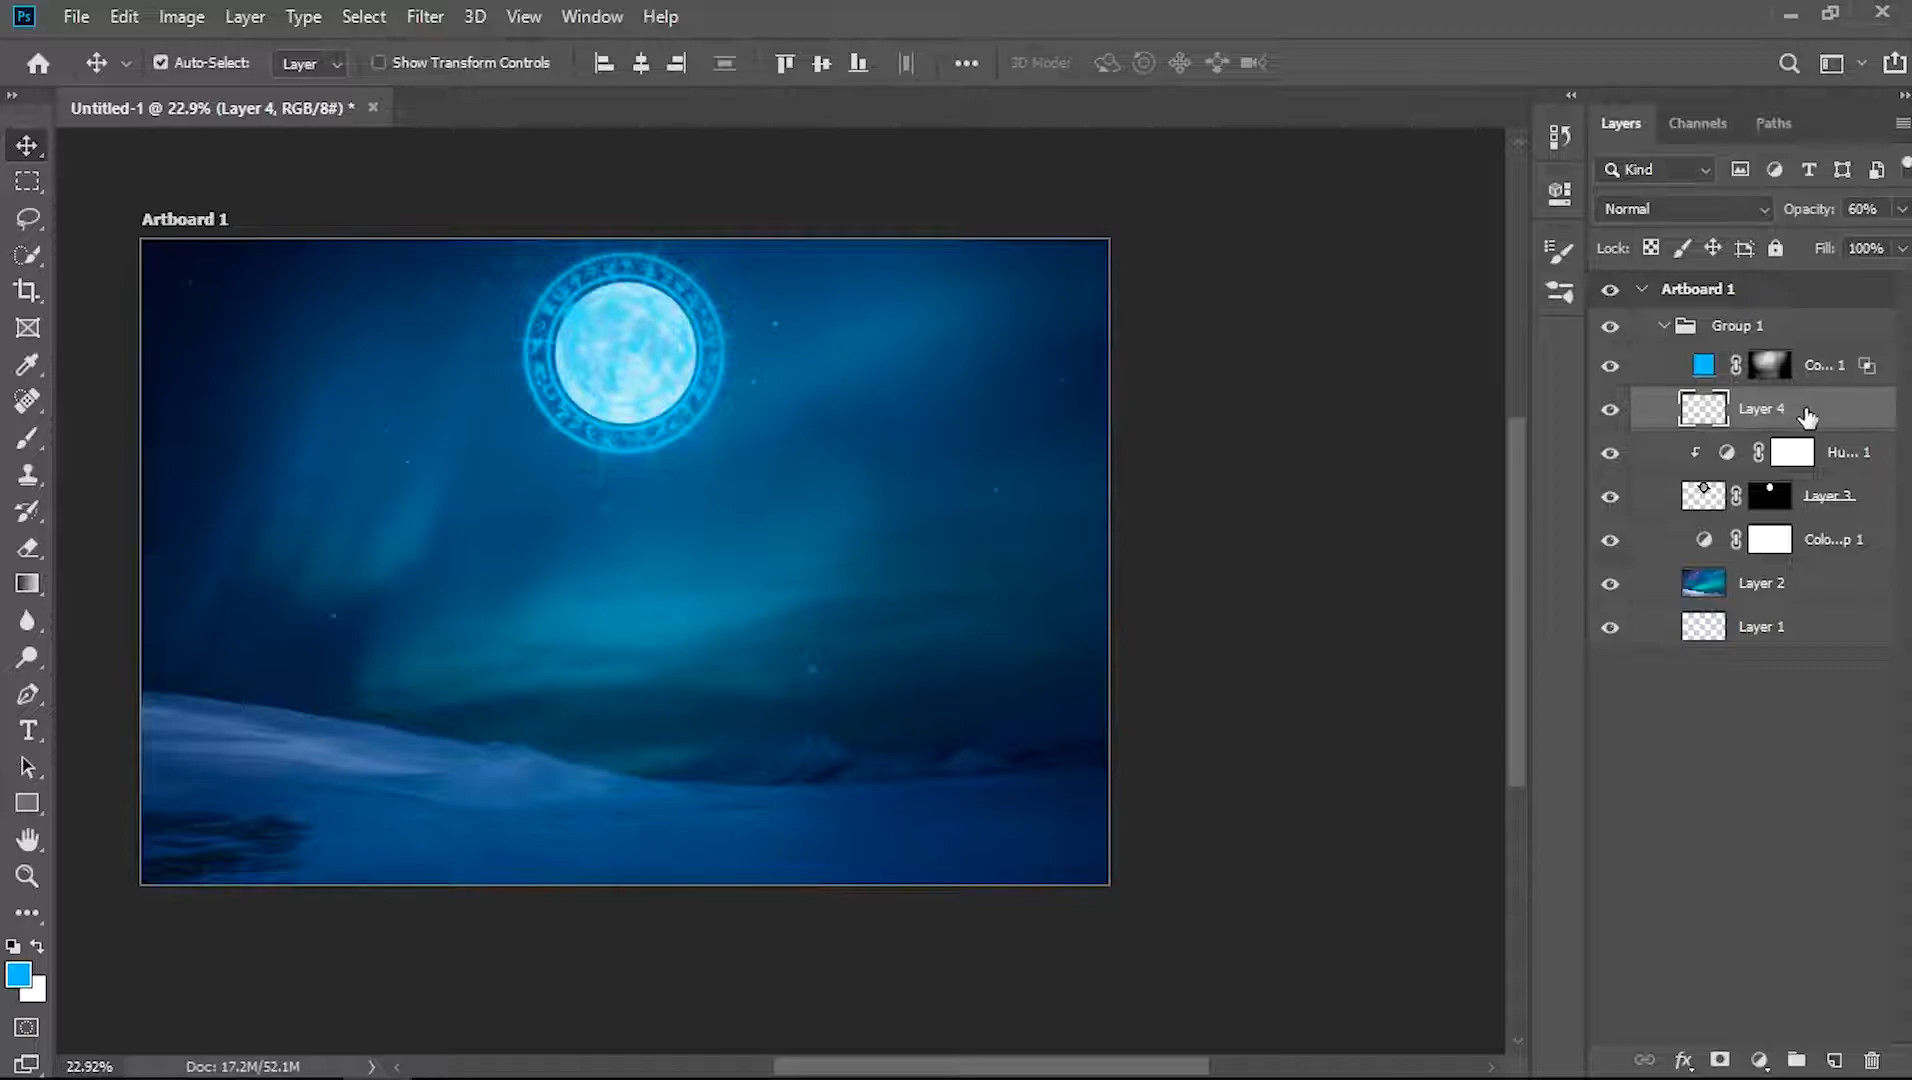 Ps File Edit Image Layer Type Select Filter 3D View Window Help
Auto-Select: Layer Show Transform Controls 3D Mode:
Untitled-1 @ 22.9% (Layer 4, RGB/8#) *
Layers Channels Paths
Kind
Normal Opacity: 60%
Lock: Fill: 100%
Artboard 1
Artboard 1
Group 1
Co... 1
Layer 4
Hu... 1
Layer 3
Colo...p 1
Layer 2
Layer 1
22.92% Doc: 17.2M/52.1M
fx